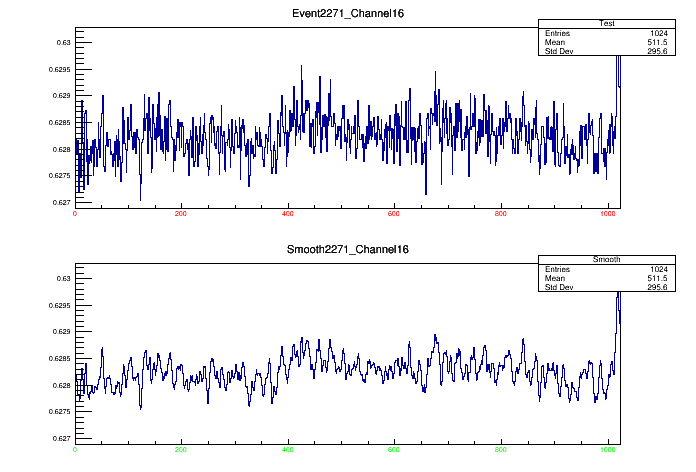 Event2271_Channel16
Test
Entries 1024
Mean 511.5
Std Dev 295.6
0.63
0.6295
0.629
0.6285
0.628
0.6275
0.627
0 200 400 600 800 1000
Smooth2271_Channel16
Smooth
Entries 1024
Mean 511.5
Std Dev 295.6
0.63
0.6295
0.629
0.6285
0.628
0.6275
0.627
0 200 400 600 800 1000